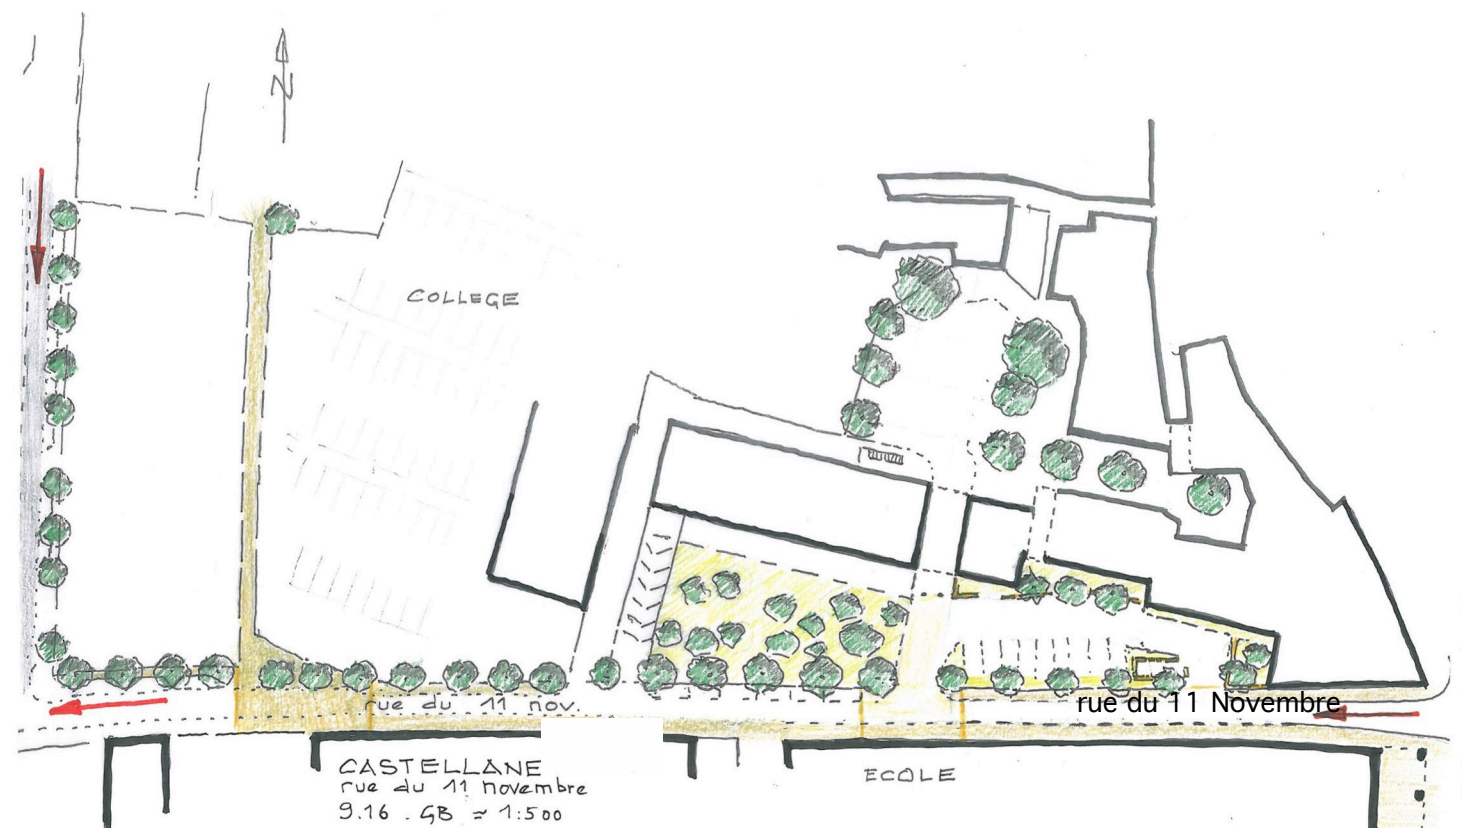 N
COLLEGE
rue du 11 nov.
rue du 11 Novembre
CASTELLANE
rue du 11 novembre
9.16 . GB ≃ 1:500
ECOLE